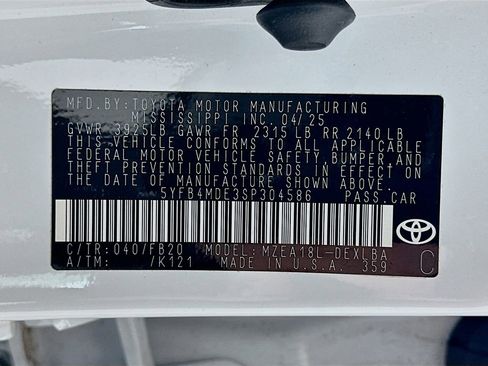 MFD.BY:TOYOTA MOTOR MANUFACTURING
MISSISSIPPI INC. 04/25
GVWR 3925LB GAWR FR 2315 LB RR 2140 LB
THIS VEHICLE CONFORMS TO ALL APPLICABLE
FEDERAL MOTOR VEHICLE SAFETY, BUMPER, AND
THEFT PREVENTION STANDARDS IN EFFECT ON
THE DATE OF MANUFACTURE SHOWN ABOVE.
5YFB4MDE3SP304586 PASS.CAR
C/TR:040/FB20 MODEL:MZEA18L-DEXLBA
A/TM: /K121 MADE IN U.S.A. 359
C